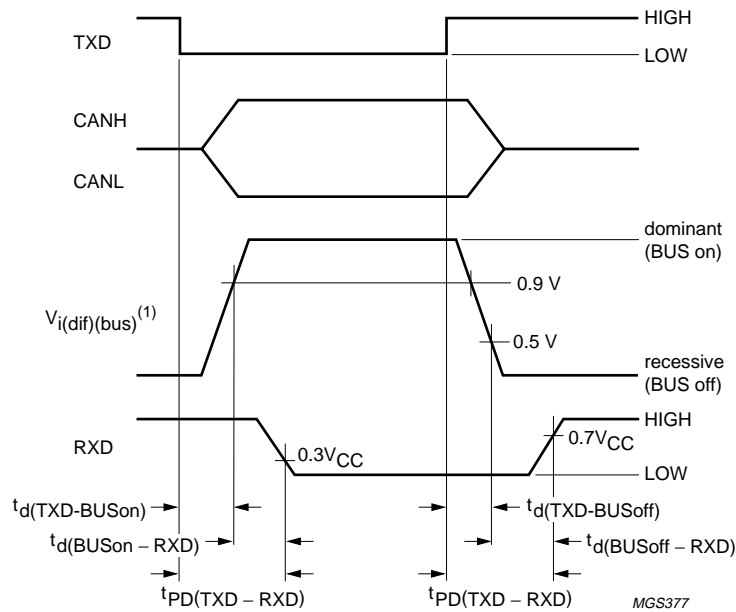 HIGH
TXD
LOW
CANH
CANL
dominant
(BUS on)
0.9 V
Vi(dif)(bus)(1)
0.5 V
recessive
(BUS off)
HIGH
RXD
0.3VCC
0.7VCC
LOW
td(TXD-BUSon)
td(TXD-BUSoff)
td(BUSon – RXD)
td(BUSoff – RXD)
tPD(TXD – RXD)
tPD(TXD – RXD)
MGS377